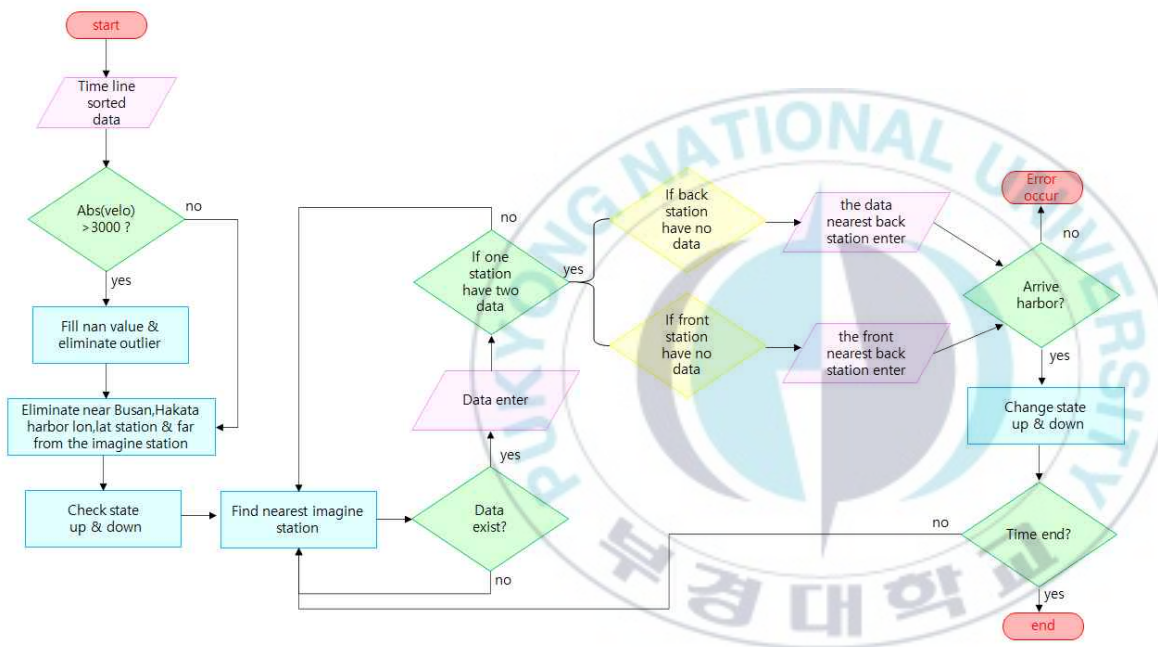 start
Time line
sorted
data
Abs(velo)
>3000 ?
no
yes
Fill nan value &
eliminate outlier
Eliminate near Busan,Hakata
harbor lon,lat station & far
from the imagine station
Check state
up & down
Find nearest imagine
station
Data
exist?
no
yes
Data enter
If one
station
have two
data
no
yes
If back
station
have no
data
the data
nearest back
station enter
If front
station
have no
data
the front
nearest back
station enter
Arrive
harbor?
no
Error
occur
yes
Change state
up & down
Time end?
no
yes
end
PUKYONG NATIONAL UNIVERSITY
부경대학교